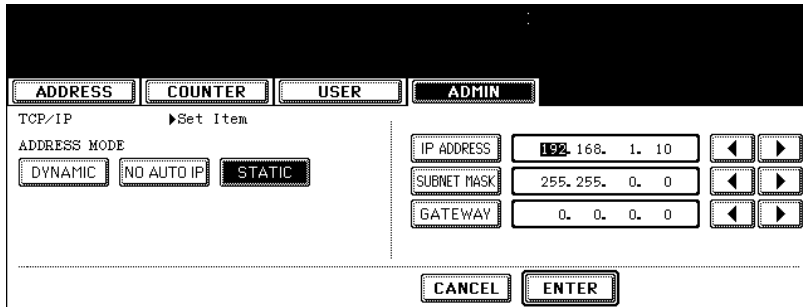 ADDRESS COUNTER USER ADMIN
TCP/IP ▶Set Item
ADDRESS MODE
DYNAMIC NO AUTO IP STATIC
IP ADDRESS 192. 168. 1. 10
SUBNET MASK 255. 255. 0. 0
GATEWAY 0. 0. 0. 0
CANCEL ENTER